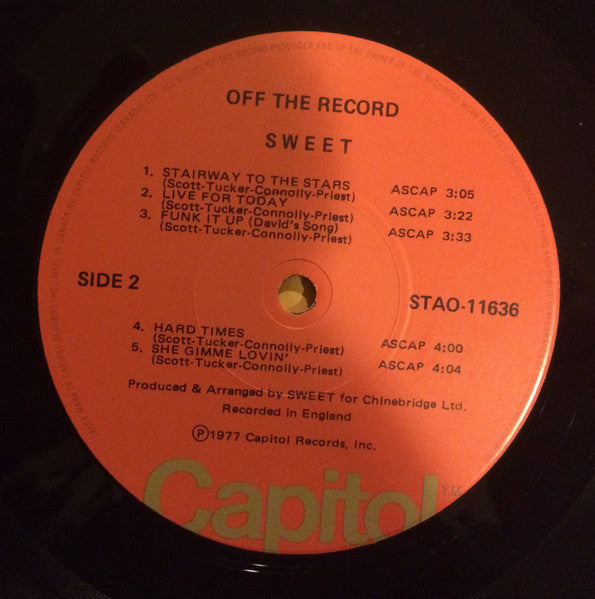 OFF THE RECORD
SWEET
1. STAIRWAY TO THE STARS
(Scott-Tucker-Connolly-Priest) ASCAP 3:05
2. LIVE FOR TODAY
(Scott-Tucker-Connolly-Priest) ASCAP 3:22
3. FUNK IT UP (David's Song)
(Scott-Tucker-Connolly-Priest) ASCAP 3:33
SIDE 2
STAO-11636
4. HARD TIMES
(Scott-Tucker-Connolly-Priest) ASCAP 4:00
5. SHE GIMME LOVIN'
(Scott-Tucker-Connolly-Priest) ASCAP 4:04
Produced & Arranged by SWEET for Chinebridge Ltd.
Recorded in England
Ⓟ1977 Capitol Records, Inc.
Capitol